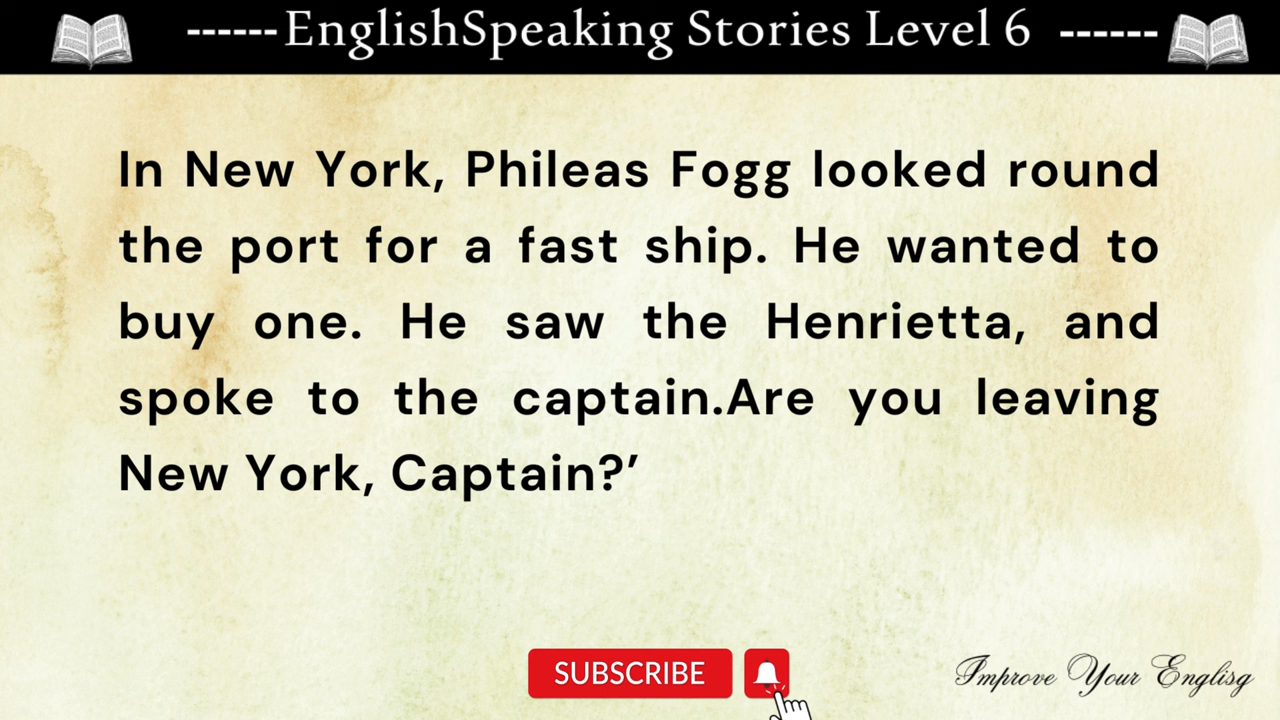 ------EnglishSpeaking Stories Level 6 ------
In New York, Phileas Fogg looked round
the port for a fast ship. He wanted to
buy one. He saw the Henrietta, and
spoke to the captain.Are you leaving
New York, Captain?’
SUBSCRIBE
Improve Your Englisg